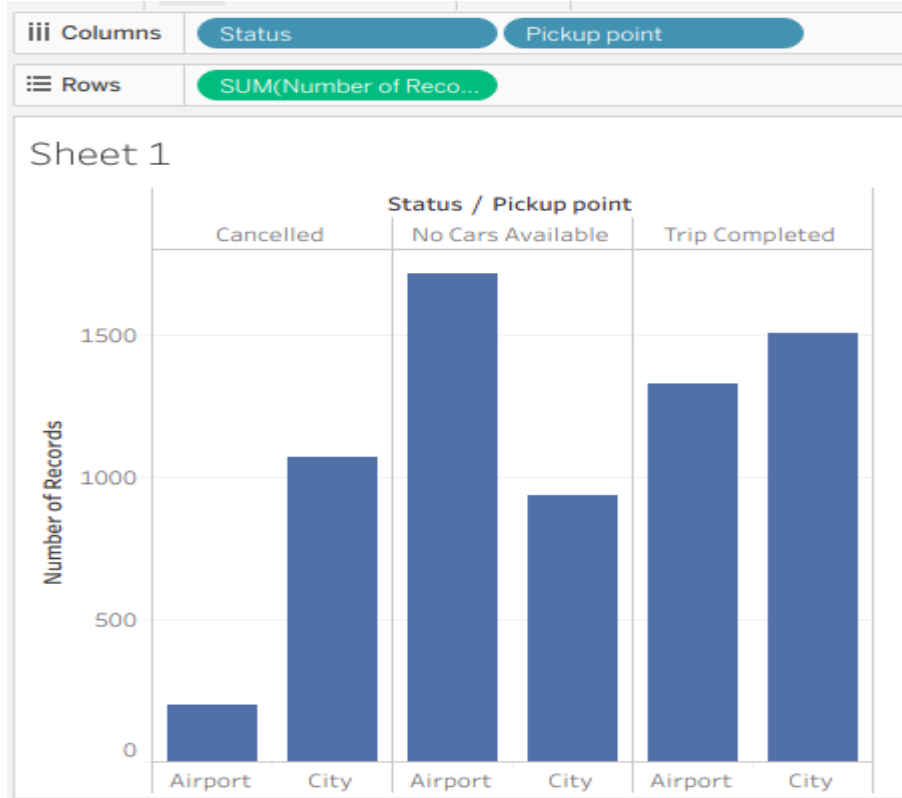 Columns Status Pickup point
Rows SUM(Number of Reco...
Sheet 1
Status / Pickup point
Cancelled No Cars Available Trip Completed
Number of Records
1500
1000
500
0
Airport City Airport City Airport City